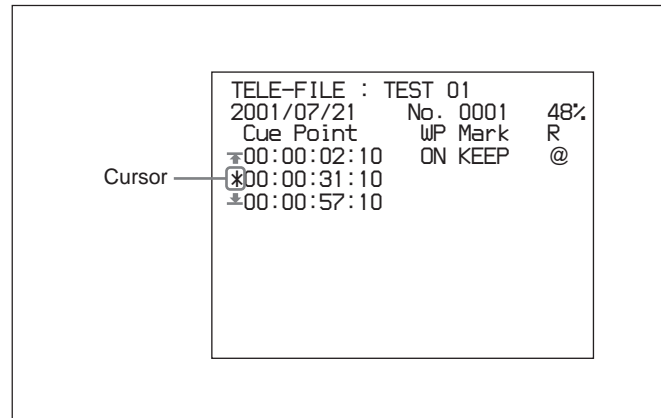 TELE-FILE : TEST 01
2001/07/21 No. 0001 48%
Cue Point WP Mark R
00:00:02:10 ON KEEP @
Cursor *00:00:31:10
00:00:57:10